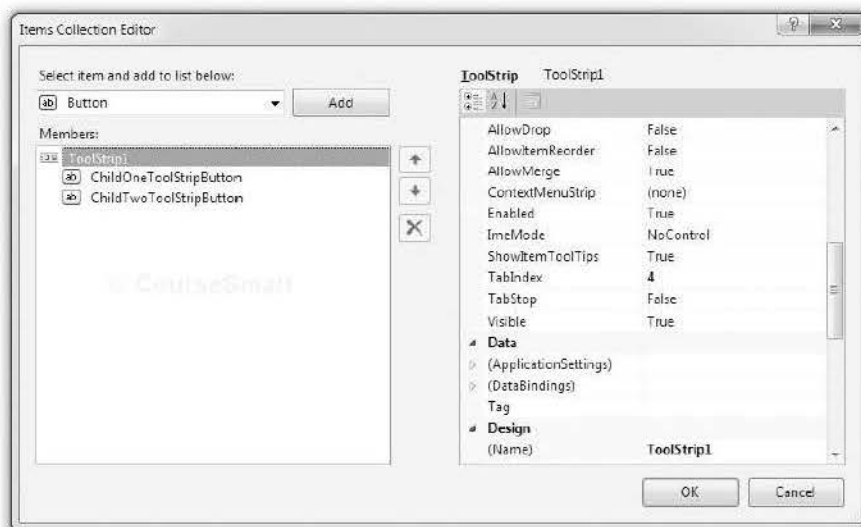 Items Collection Editor
Select item and add to list below:
Button
Add
Members:
ToolStrip1
ChildOneToolStripButton
ChildTwoToolStripButton
© CourseSmart
ToolStrip ToolStrip1
AllowDrop False
AllowItemReorder False
AllowMerge True
ContextMenuStrip (none)
Enabled True
ImeMode NoControl
ShowItemToolTips True
TabIndex 4
TabStop False
Visible True
Data
(ApplicationSettings)
(DataBindings)
Tag
Design
(Name) ToolStrip1
OK
Cancel